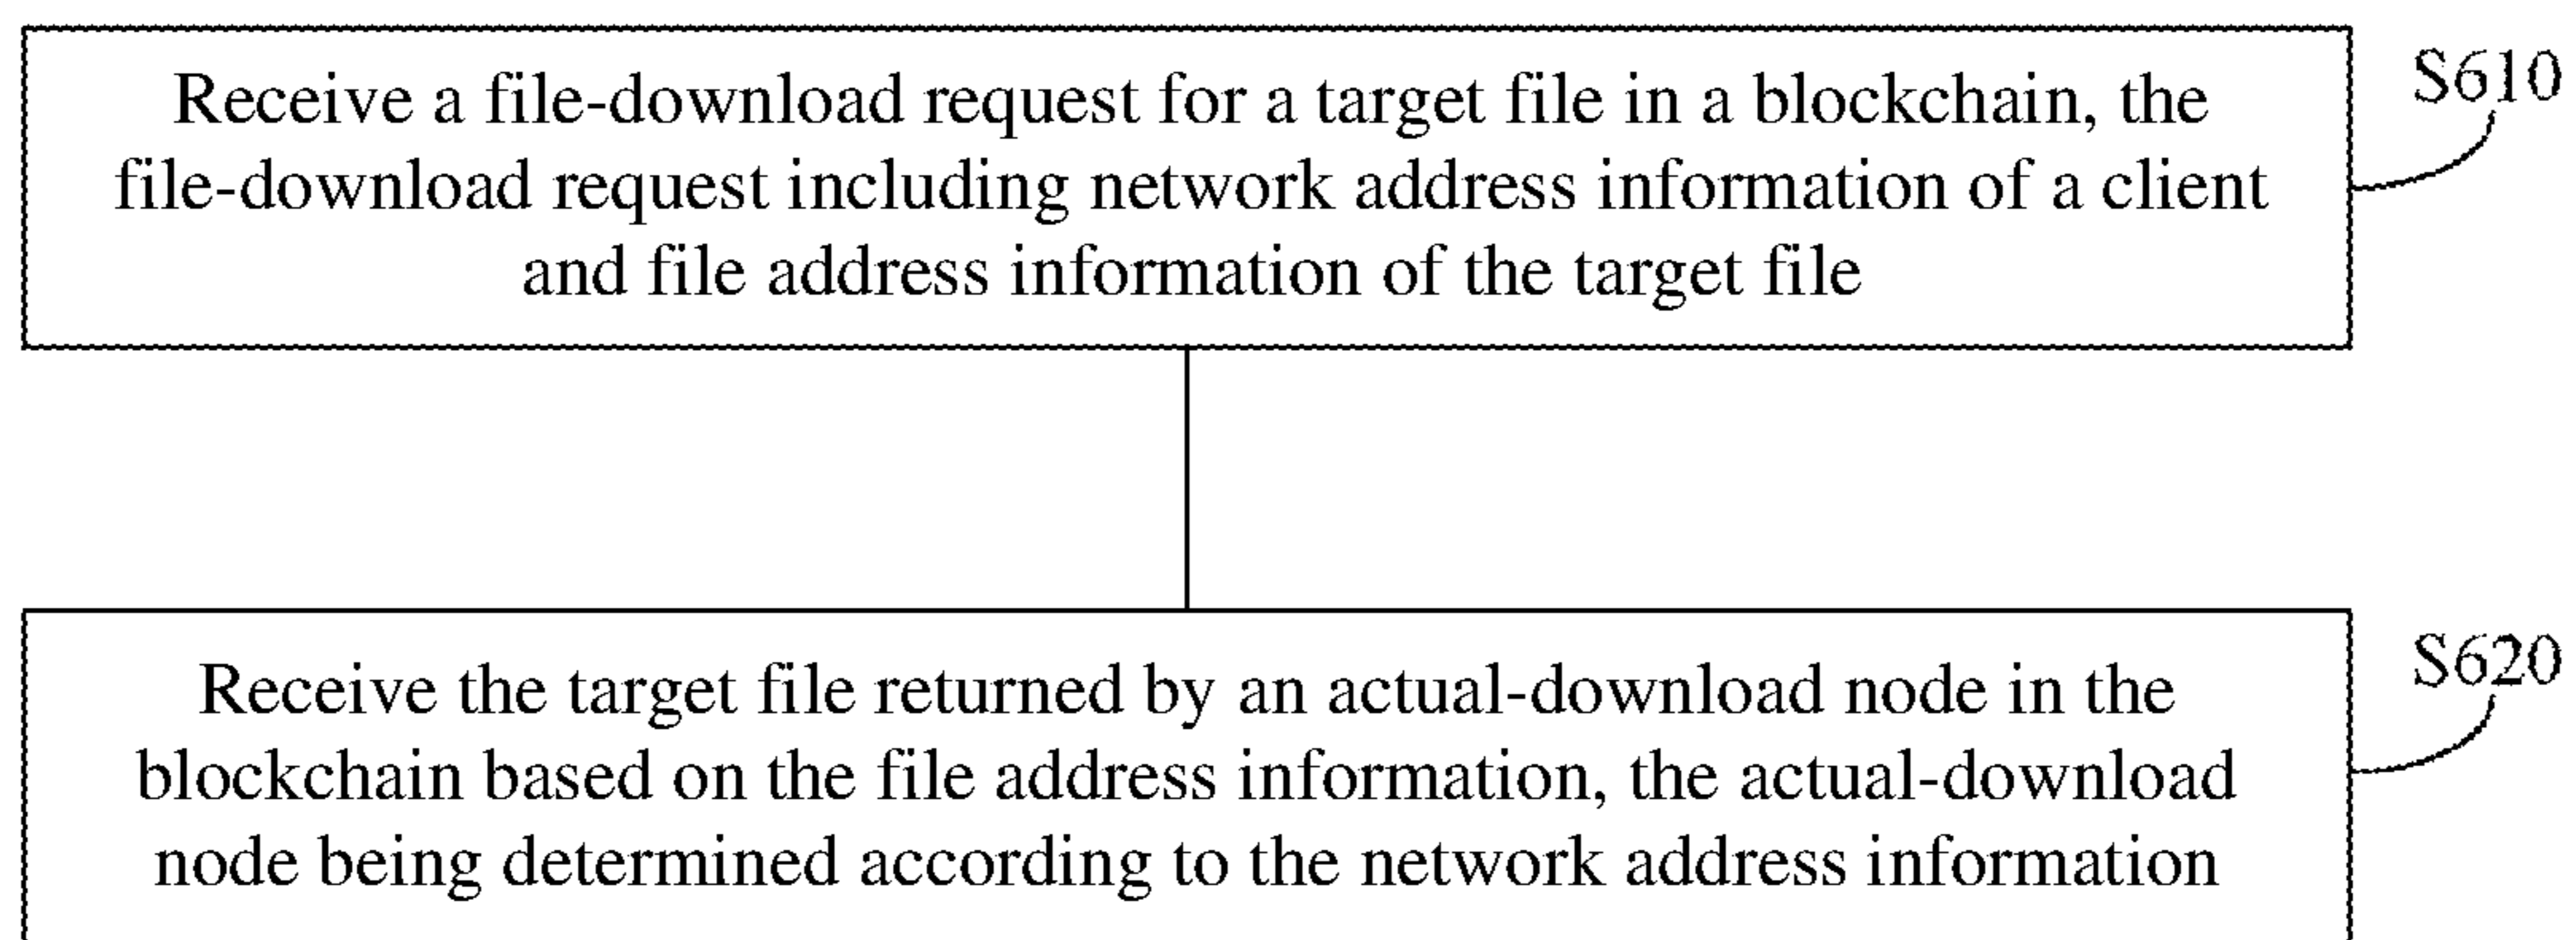 Receive a file-download request for a target file in a blockchain, the
file-download request including network address information of a client
and file address information of the target file
S610
Receive the target file returned by an actual-download node in the
blockchain based on the file address information, the actual-download
node being determined according to the network address information
S620